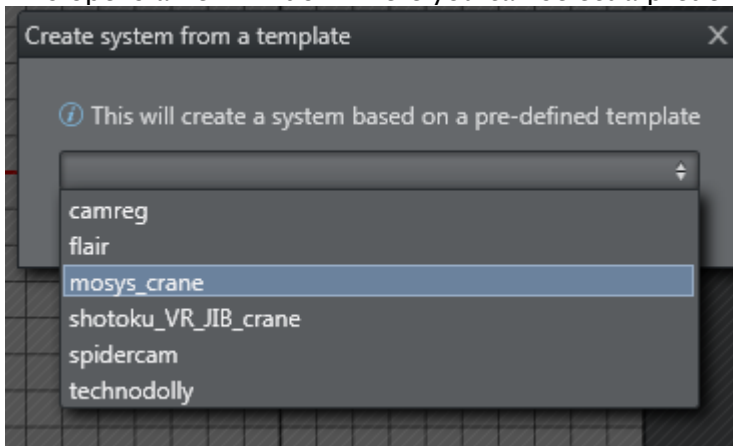 Create system from a template
This will create a system based on a pre-defined template
camreg
flair
mosys_crane
shotoku_VR_JIB_crane
spidercam
technodolly